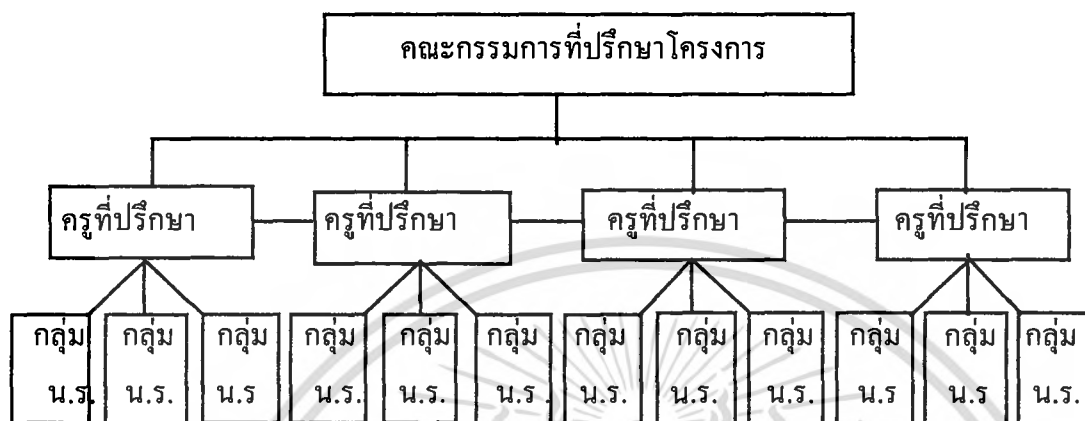 คณะกรรมการที่ปรึกษาโครงการ
ครูที่ปรึกษา ครูที่ปรึกษา ครูที่ปรึกษา ครูที่ปรึกษา
กลุ่ม กลุ่ม กลุ่ม กลุ่ม กลุ่ม กลุ่ม กลุ่ม กลุ่ม กลุ่ม กลุ่ม กลุ่ม กลุ่ม
น.ร. น.ร. น.ร น.ร. น.ร. น.ร. น.ร. น.ร. น.ร. น.ร น.ร น.ร.